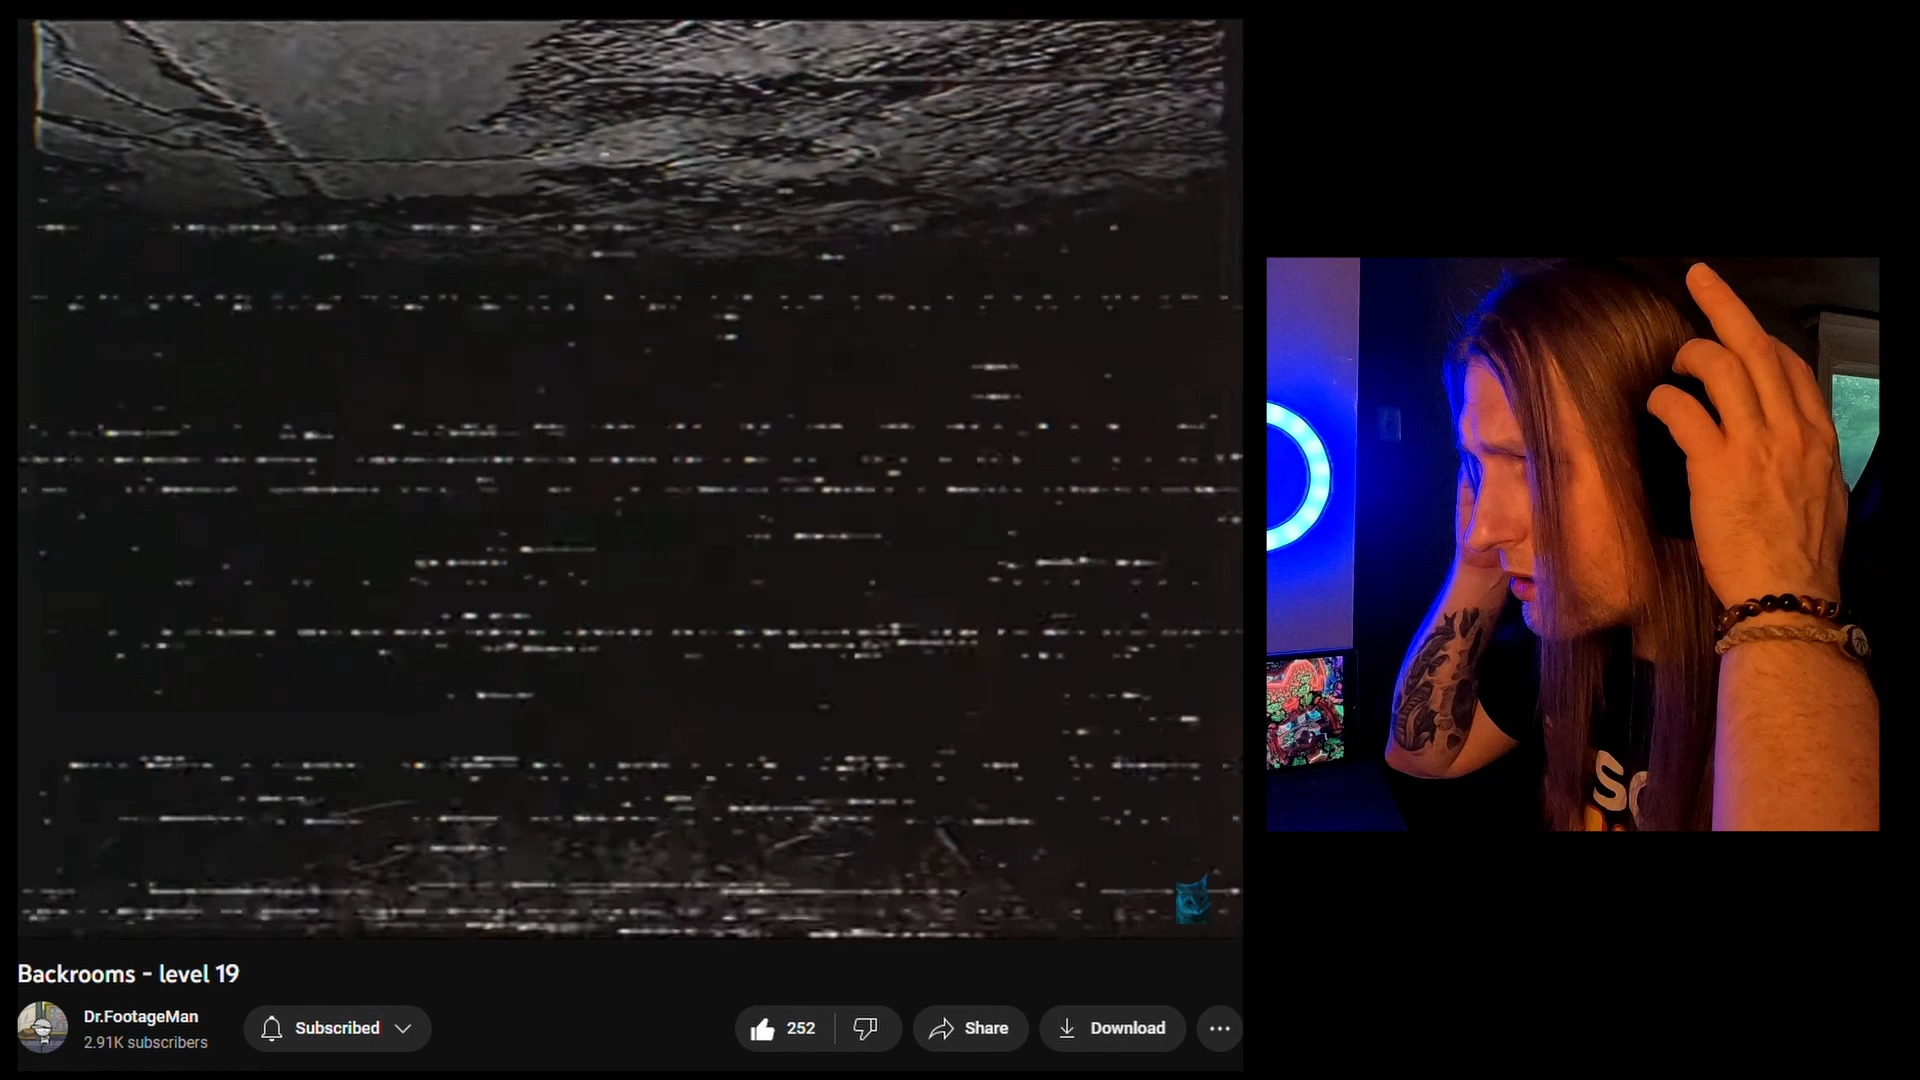 Backrooms - level 19
Dr.FootageMan
2.91K subscribers
Subscribed
252
Share
Download